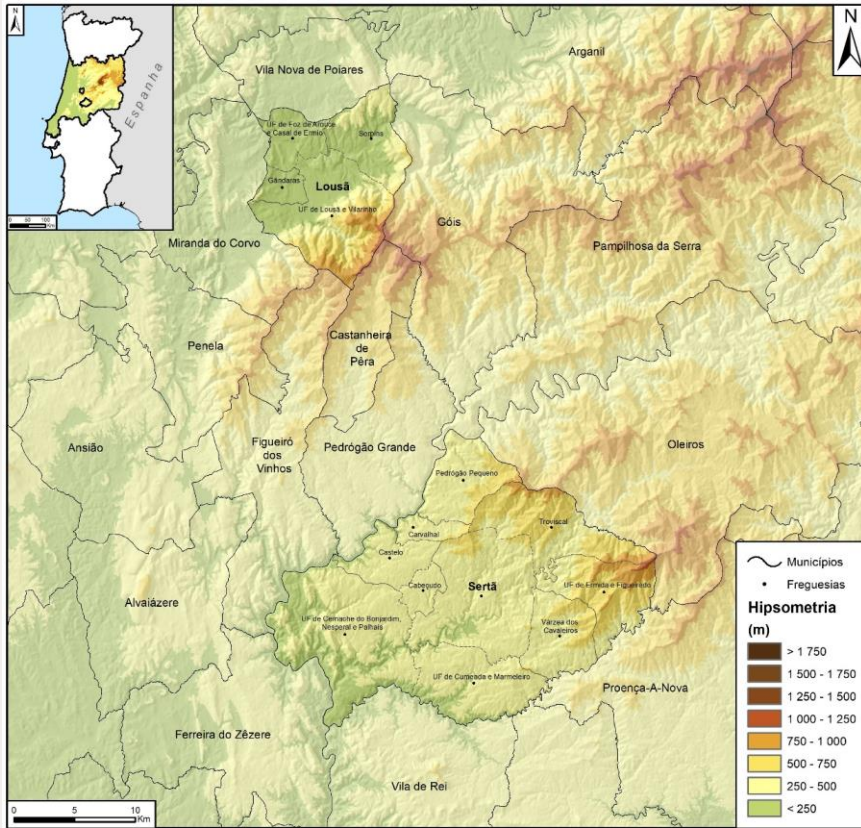 N
Espanha
0 50 100
Km
N
Arganil
Vila Nova de Poiares
UF de Foz de Arouce
e Casal de Ermio
Serpins
Gândaras
Lousã
UF de Lousã e Vilarinho
Góis
Miranda do Corvo
Pampilhosa da Serra
Penela
Castanheira
de
Pêra
Ansião
Figueiró
dos
Vinhos
Pedrógão Grande
Oleiros
Pedrógão Pequeno
Troviscal
Carvalhal
Castelo
Cabeçudo
Sertã
UF de Ermida e Figueiredo
Alvaiázere
UF de Cernache do Bonjardim,
Nesperal e Palhais
Várzea dos
Cavaleiros
UF de Cumeada e Marmeleiro
Proença-A-Nova
Ferreira do Zêzere
Vila de Rei
0 5 10
Km
Municípios
Freguesias
Hipsometria
(m)
> 1 750
1 500 - 1 750
1 250 - 1 500
1 000 - 1 250
750 - 1 000
500 - 750
250 - 500
< 250